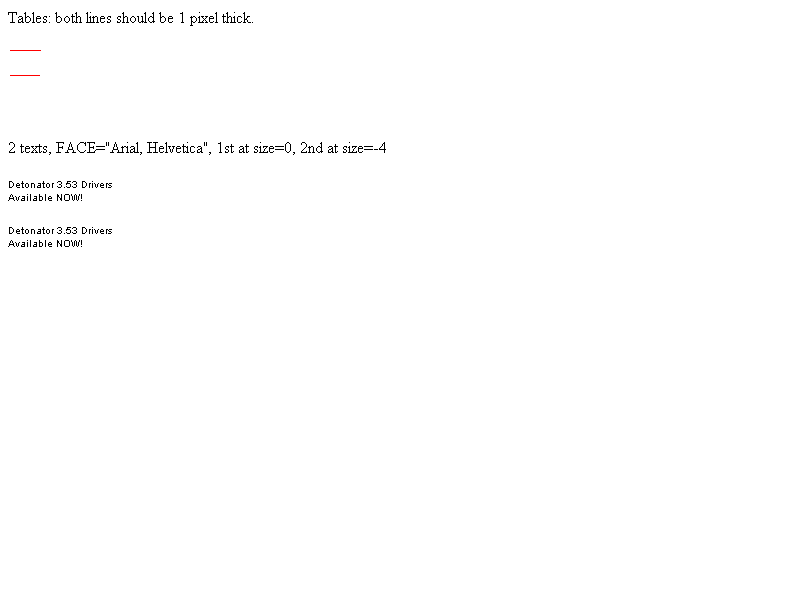 Tables: both lines should be 1 pixel thick.
2 texts, FACE="Arial, Helvetica", 1st at size=0, 2nd at size=-4
Detonator 3.53 Drivers
Available NOW!
Detonator 3.53 Drivers
Available NOW!